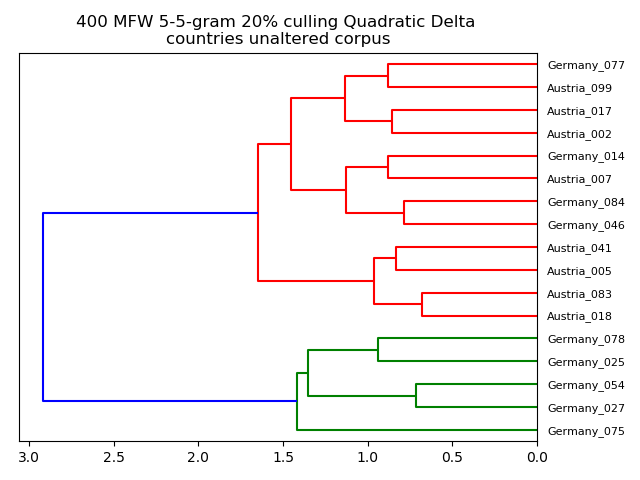 400 MFW 5-5-gram 20% culling Quadratic Delta
countries unaltered corpus
Germany_077
Austria_099
Austria_017
Austria_002
Germany_014
Austria_007
Germany_084
Germany_046
Austria_041
Austria_005
Austria_083
Austria_018
Germany_078
Germany_025
Germany_054
Germany_027
Germany_075
3.0 2.5 2.0 1.5 1.0 0.5 0.0